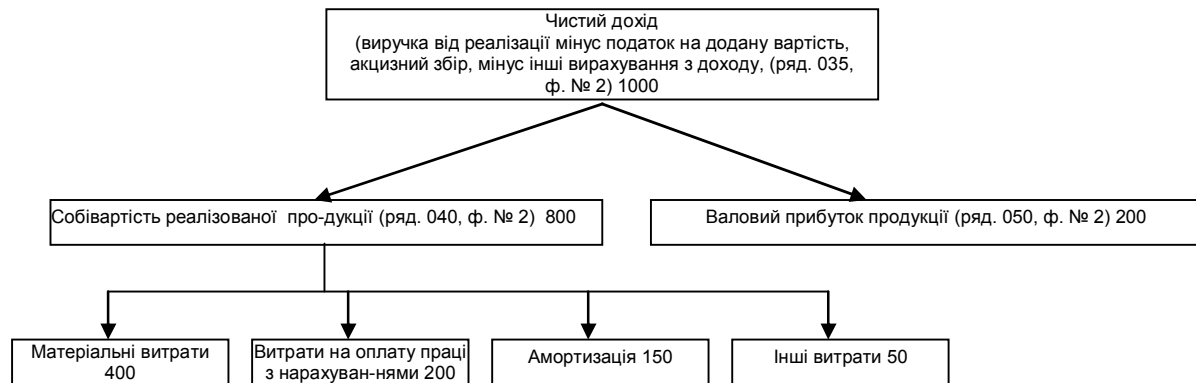 Чистий дохід
(виручка від реалізації мінус податок на додану вартість,
акцизний збір, мінус інші вирахування з доходу, (ряд. 035,
ф. № 2) 1000
Собівартість реалізованої про-дукції (ряд. 040, ф. № 2) 800
Валовий прибуток продукції (ряд. 050, ф. № 2) 200
Матеріальні витрати
400
Витрати на оплату праці
з нарахуван-нями 200
Амортизація 150
Інші витрати 50